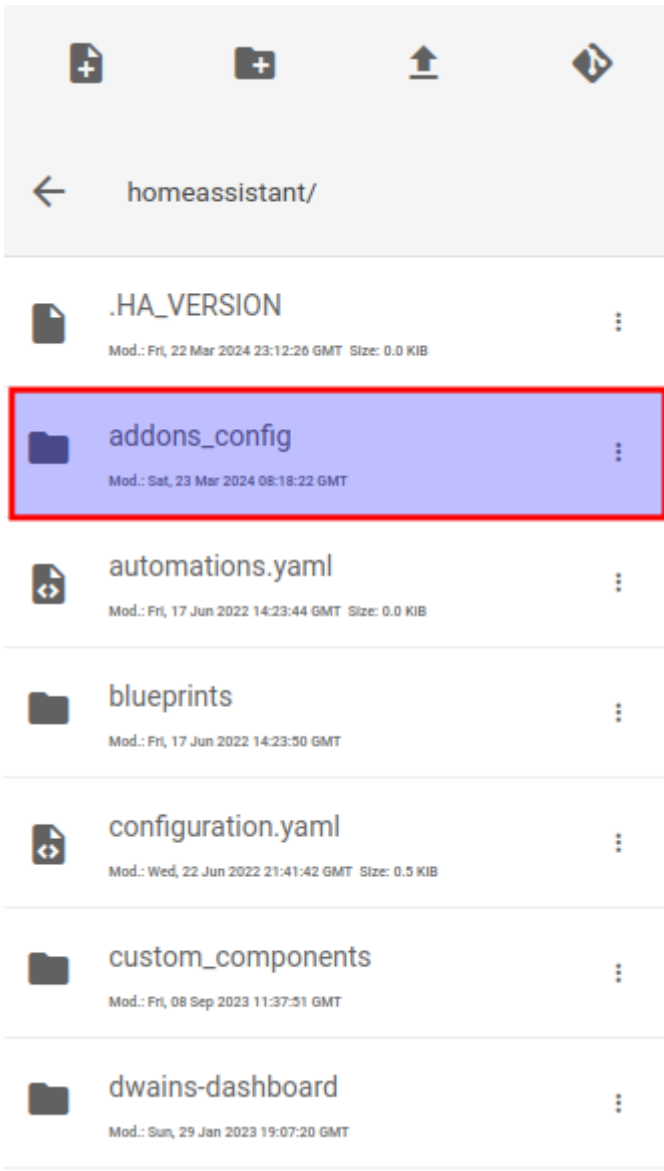 homeassistant/
.HA_VERSION
Mod.: Fri, 22 Mar 2024 23:12:26 GMT Size: 0.0 KiB
addons_config
Mod.: Sat, 23 Mar 2024 08:18:22 GMT
automations.yaml
Mod.: Fri, 17 Jun 2022 14:23:44 GMT Size: 0.0 KiB
blueprints
Mod.: Fri, 17 Jun 2022 14:23:50 GMT
configuration.yaml
Mod.: Wed, 22 Jun 2022 21:41:42 GMT Size: 0.5 KiB
custom_components
Mod.: Fri, 08 Sep 2023 11:37:51 GMT
dwains-dashboard
Mod.: Sun, 29 Jan 2023 19:07:20 GMT